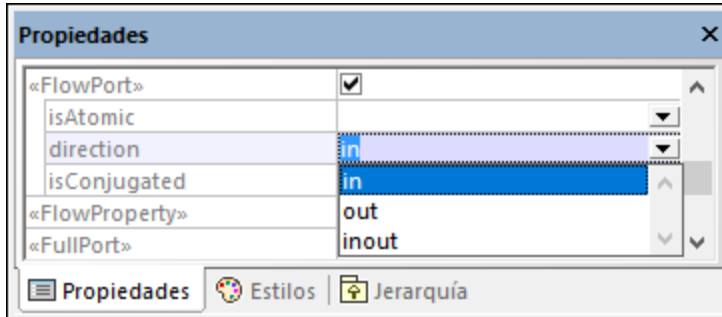 Propiedades
«FlowPort»
isAtomic
direction in
isConjugated in
«FlowProperty» out
«FullPort» inout
Propiedades Estilos Jerarquía